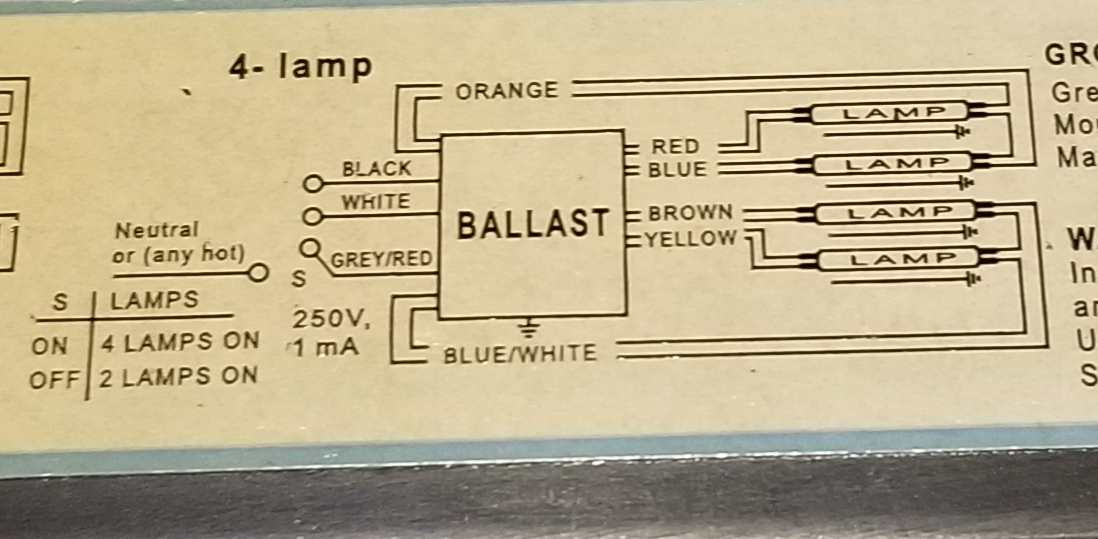 4- lamp
ORANGE
LAMP
RED
BLUE
LAMP
BLACK
WHITE
BALLAST
BROWN
LAMP
YELLOW
LAMP
GREY/RED
S
250V,
1 mA
BLUE/WHITE
Neutral
or (any hot)
S LAMPS
ON 4 LAMPS ON
OFF 2 LAMPS ON